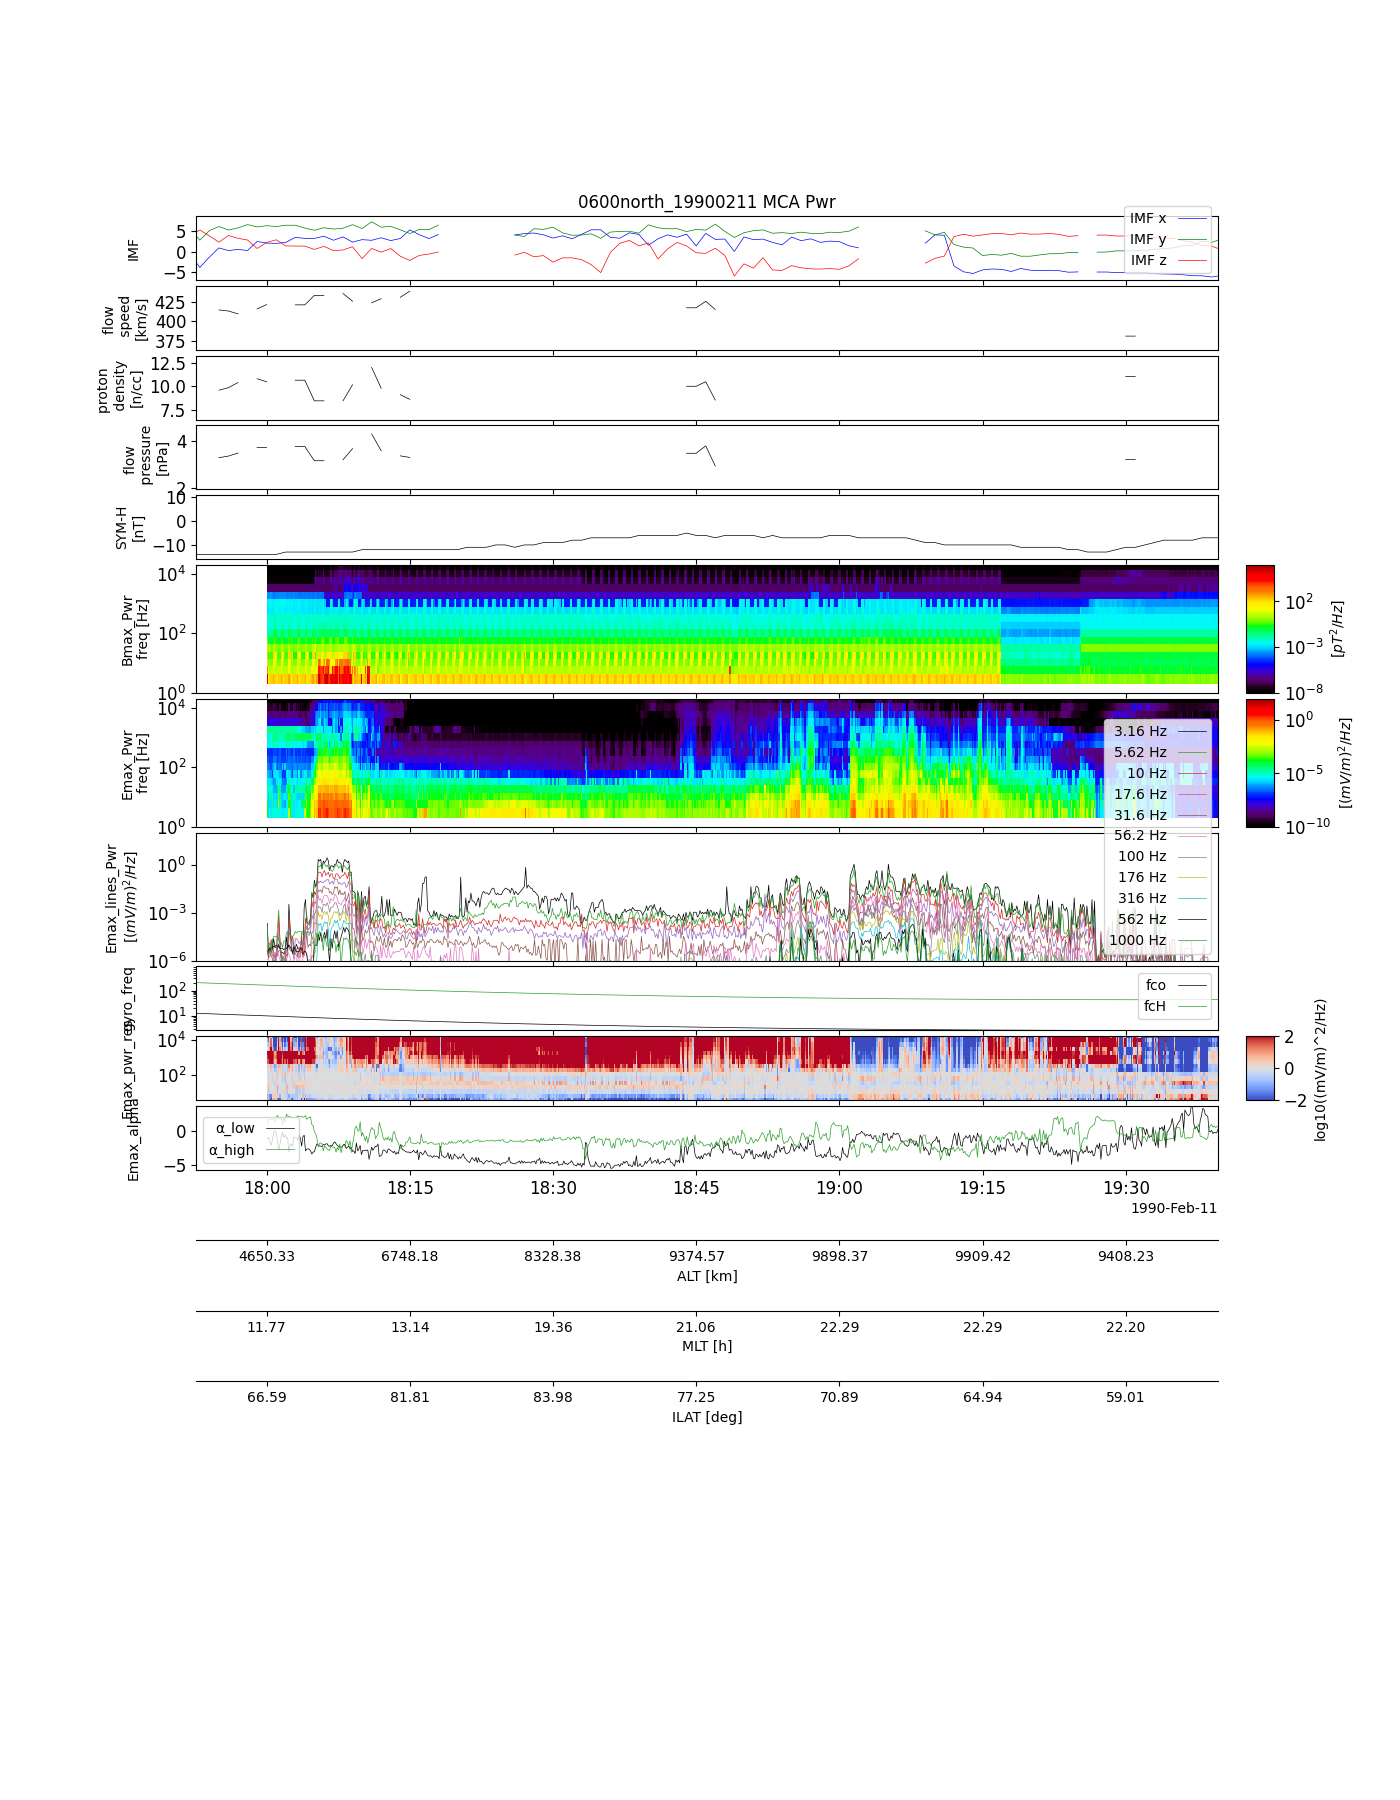 0600north_19900211 MCA Pwr
IMF
5
0
−5
IMF x
IMF y
IMF z
flow
speed
[km/s]
425
400
375
proton
density
[n/cc]
12.5
10.0
7.5
flow
pressure
[nPa]
4
2
SYM-H
[nT]
10
0
−10
Bmax_Pwr
freq [Hz]
10^4
10^2
10^0
10^2
10^−3
10^−8
[pT^2/Hz]
Emax_Pwr
freq [Hz]
10^4
10^2
10^0
10^0
10^−5
10^−10
[(mV/m)^2/Hz]
3.16 Hz
5.62 Hz
10 Hz
17.6 Hz
31.6 Hz
56.2 Hz
100 Hz
176 Hz
316 Hz
562 Hz
1000 Hz
Emax_lines_Pwr
[(mV/m)^2/Hz]
10^0
10^−3
10^−6
gyro_freq
10^2
10^1
fco
fcH
Emax_pwr_reg
10^4
10^2
2
0
−2
log10((mV/m)^2/Hz)
Emax_alpha
0
−5
α_low
α_high
18:00 18:15 18:30 18:45 19:00 19:15 19:30
1990-Feb-11
4650.33 6748.18 8328.38 9374.57 9898.37 9909.42 9408.23
ALT [km]
11.77 13.14 19.36 21.06 22.29 22.29 22.20
MLT [h]
66.59 81.81 83.98 77.25 70.89 64.94 59.01
ILAT [deg]